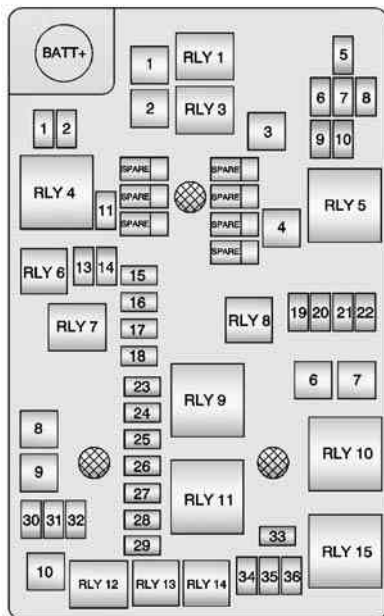 BATT+
1
RLY 1
5
2
RLY 3
6 7 8
3
9 10
1 2
RLY 4
SPARE
SPARE
SPARE
11
SPARE
SPARE
SPARE
SPARE
4
RLY 5
RLY 6
13 14
15
16
17
18
RLY 7
RLY 8
19 20 21 22
6 7
23
24
25
26
27
28
29
RLY 9
8
9
RLY 10
30 31 32
RLY 11
33
RLY 15
10
RLY 12
RLY 13
RLY 14
34 35 36